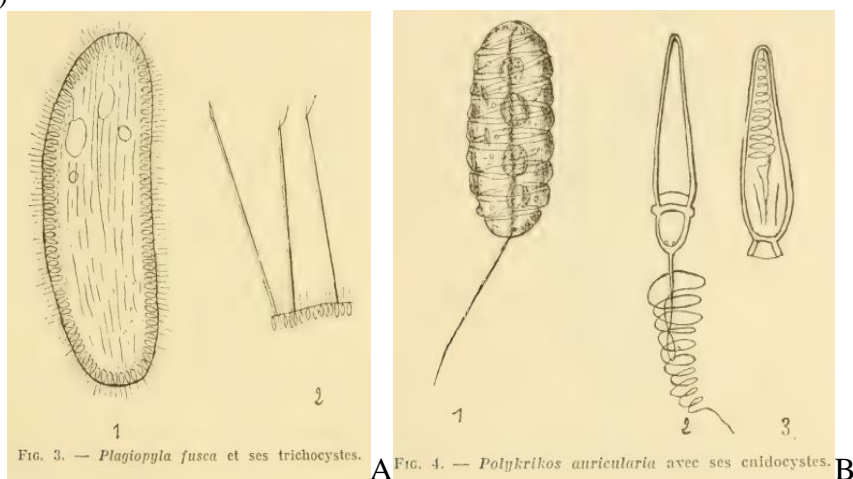 )
1
2
FIG. 3. — Plagiopyla fusca et ses trichocystes.
A
1
2
3.
FIG. 4. — Polykrikos auricularia avec ses cnidocystes.
B